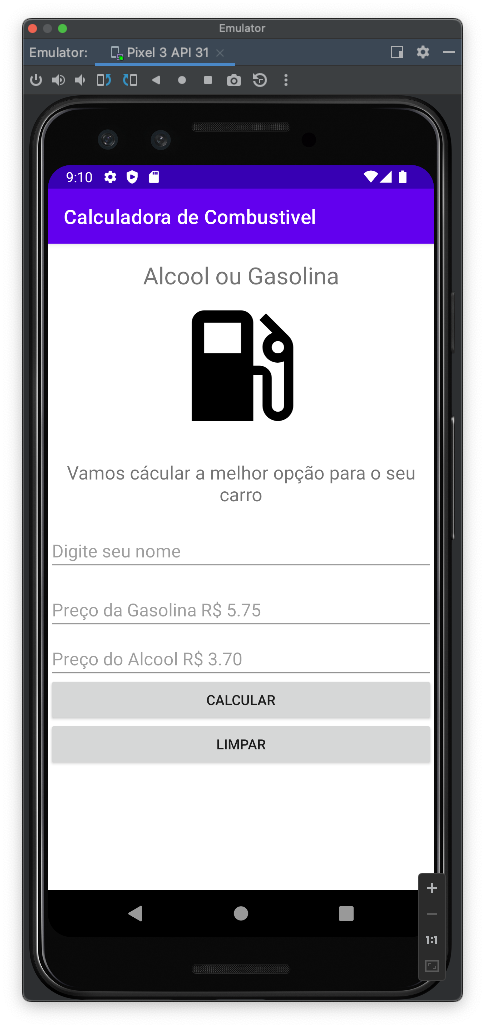 Emulator
Emulator:
Pixel 3 API 31
9:10
Calculadora de Combustivel
Alcool ou Gasolina
Vamos cácular a melhor opção para o seu
carro
Digite seu nome
Preço da Gasolina R$ 5.75
Preço do Alcool R$ 3.70
CALCULAR
LIMPAR
1:1